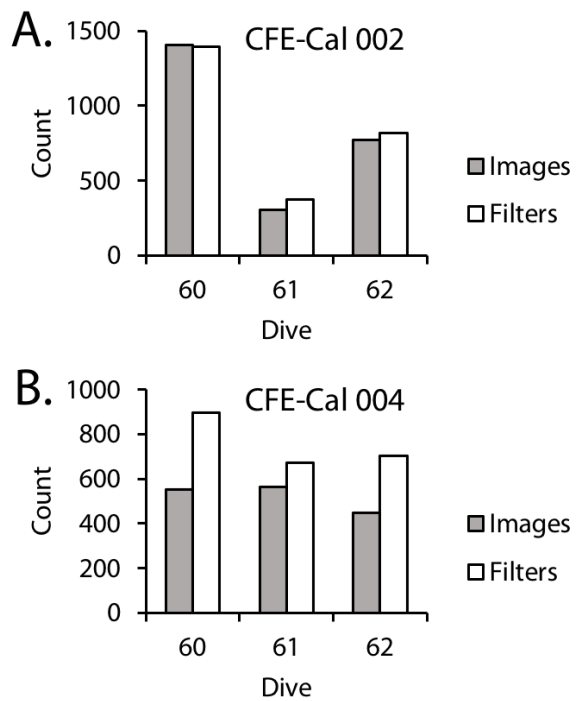 A.
CFE-Cal 002
1500
1000
500
0
Count
60 61 62
Dive
Images
Filters
B.
CFE-Cal 004
1000
800
600
400
200
0
Count
60 61 62
Dive
Images
Filters